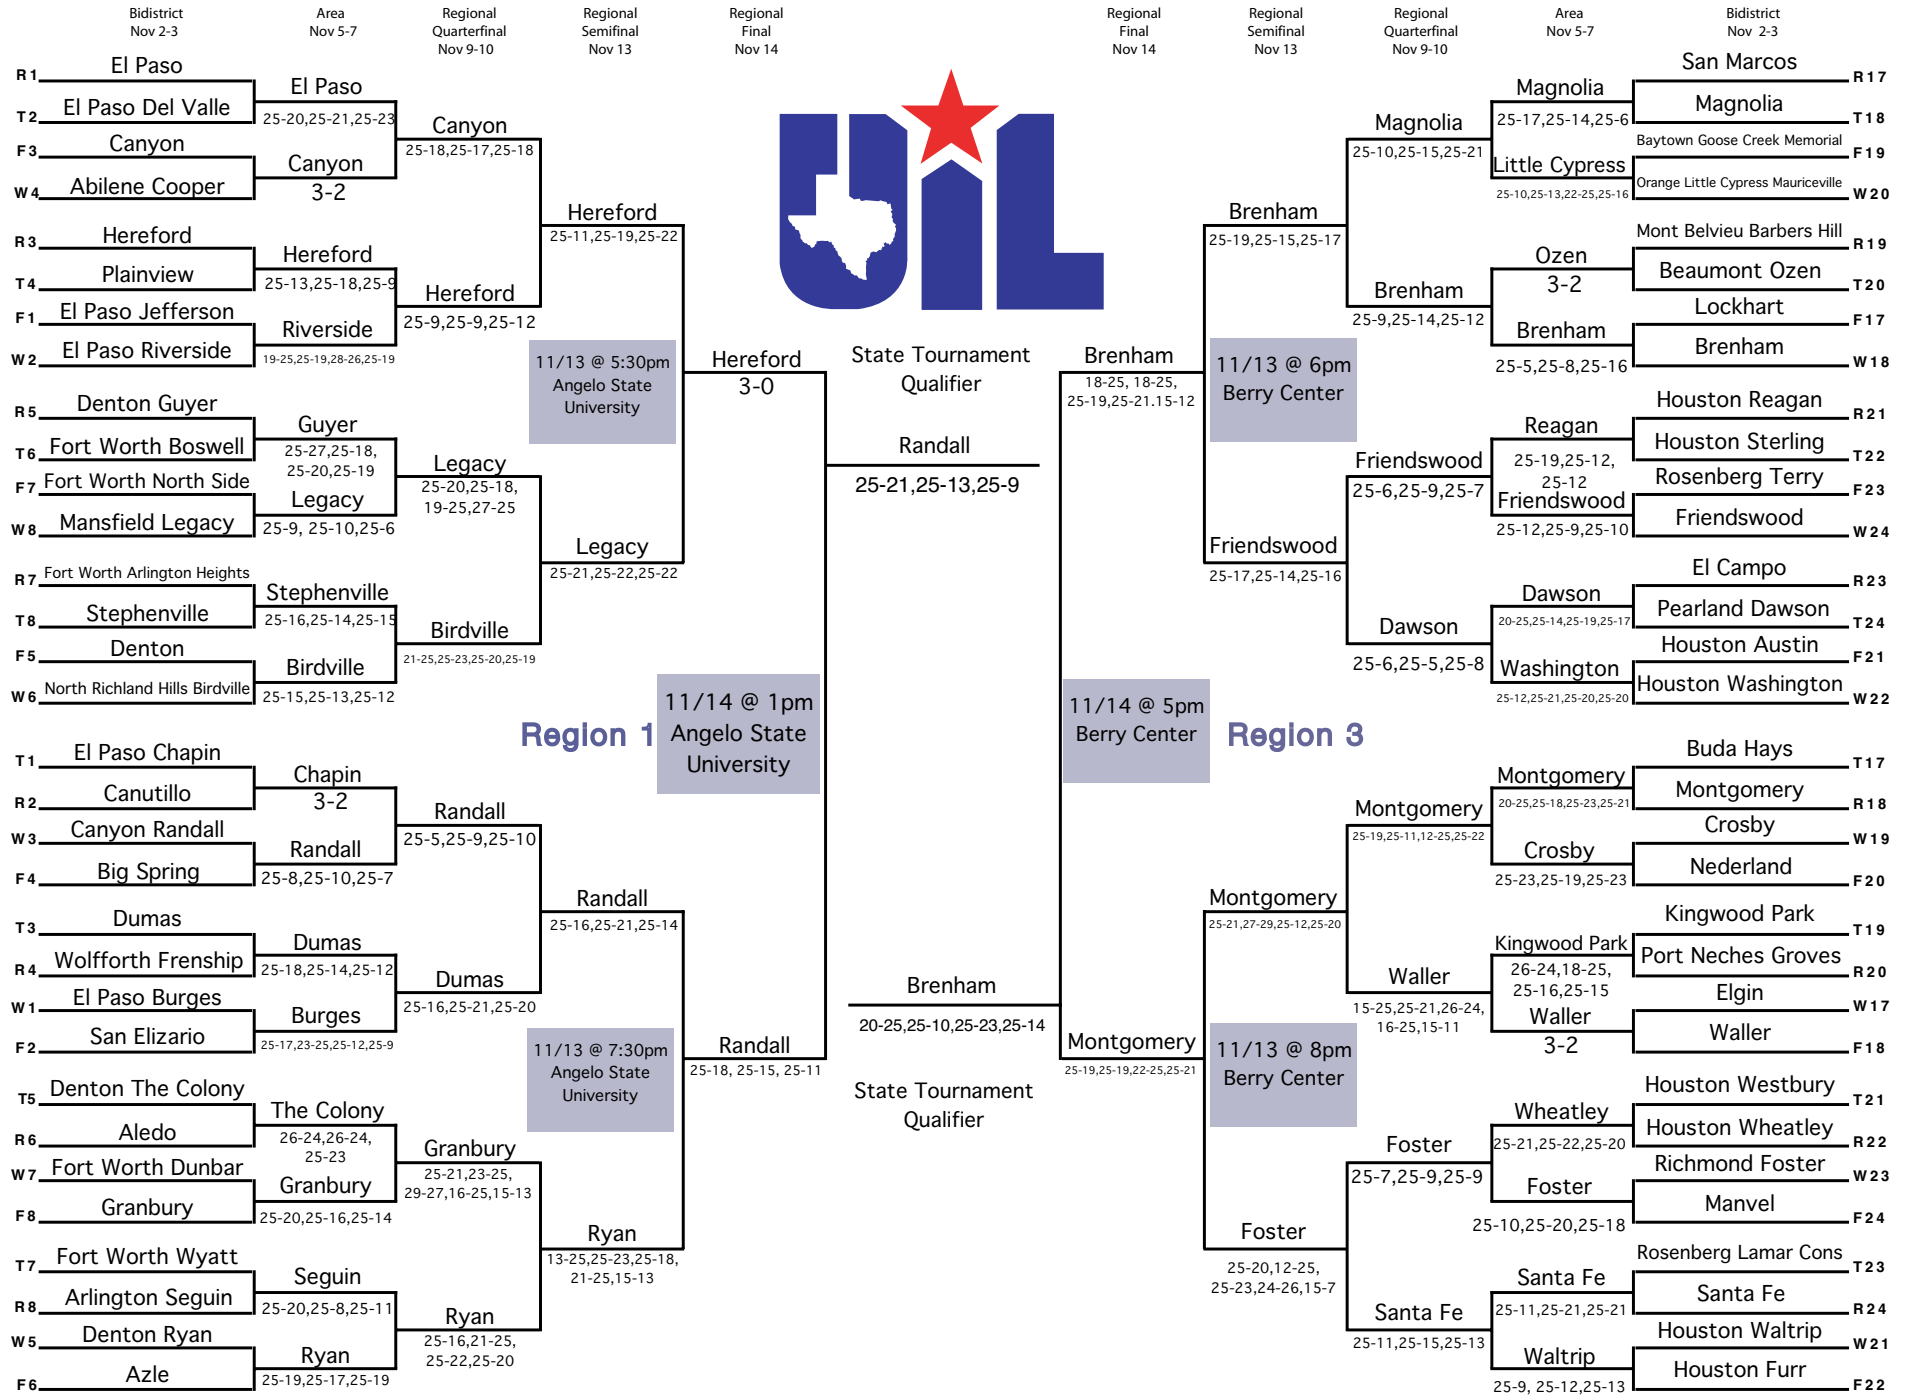 Bidistrict
Nov 2-3
Area
Nov 5-7
Regional
Quarterfinal
Nov 9-10
Regional
Semifinal
Nov 13
Regional
Final
Nov 14
Regional
Final
Nov 14
Regional
Semifinal
Nov 13
Regional
Quarterfinal
Nov 9-10
Area
Nov 5-7
Bidistrict
Nov 2-3
R1 El Paso
T2 El Paso Del Valle
F3 Canyon
W4 Abilene Cooper
R3 Hereford
T4 Plainview
F1 El Paso Jefferson
W2 El Paso Riverside
R5 Denton Guyer
T6 Fort Worth Boswell
F7 Fort Worth North Side
W8 Mansfield Legacy
R7 Fort Worth Arlington Heights
T8 Stephenville
F5 Denton
W6 North Richland Hills Birdville
T1 El Paso Chapin
R2 Canutillo
W3 Canyon Randall
F4 Big Spring
T3 Dumas
R4 Wolfforth Frenship
W1 El Paso Burges
F2 San Elizario
T5 Denton The Colony
R6 Aledo
W7 Fort Worth Dunbar
F8 Granbury
T7 Fort Worth Wyatt
R8 Arlington Seguin
W5 Denton Ryan
F6 Azle
El Paso
25-20,25-21,25-23
Canyon
3-2
Hereford
25-13,25-18,25-9
Riverside
19-25,25-19,28-26,25-19
Guyer
25-27,25-18,
25-20,25-19
Legacy
25-9, 25-10,25-6
Stephenville
25-16,25-14,25-15
Birdville
25-15,25-13,25-12
Chapin
3-2
Randall
25-8,25-10,25-7
Dumas
25-18,25-14,25-12
Burges
25-17,23-25,25-12,25-9
The Colony
26-24,26-24,
25-23
Granbury
25-20,25-16,25-14
Seguin
25-20,25-8,25-11
Ryan
25-19,25-17,25-19
Canyon
25-18,25-17,25-18
Hereford
25-9,25-9,25-12
Legacy
25-20,25-18,
19-25,27-25
Birdville
21-25,25-23,25-20,25-19
Randall
25-5,25-9,25-10
Dumas
25-16,25-21,25-20
Granbury
25-21,23-25,
29-27,16-25,15-13
Ryan
25-16,21-25,
25-22,25-20
Hereford
25-11,25-19,25-22
11/13 @ 5:30pm
Angelo State
University
Legacy
25-21,25-22,25-22
Region 1
Randall
25-16,25-21,25-14
11/13 @ 7:30pm
Angelo State
University
Ryan
13-25,25-23,25-18,
21-25,15-13
Hereford
3-0
11/14 @ 1pm
Angelo State
University
Randall
25-18, 25-15, 25-11
UIL
State Tournament
Qualifier
Randall
25-21,25-13,25-9
Brenham
20-25,25-10,25-23,25-14
State Tournament
Qualifier
Brenham
18-25, 18-25,
25-19,25-21.15-12
11/14 @ 5pm
Berry Center
Montgomery
25-19,25-19,22-25,25-21
Brenham
25-19,25-15,25-17
11/13 @ 6pm
Berry Center
Friendswood
25-17,25-14,25-16
Region 3
Montgomery
25-21,27-29,25-12,25-20
11/13 @ 8pm
Berry Center
Foster
25-20,12-25,
25-23,24-26,15-7
Magnolia
25-10,25-15,25-21
Brenham
25-9,25-14,25-12
Friendswood
25-6,25-9,25-7
Dawson
25-6,25-5,25-8
Montgomery
25-19,25-11,12-25,25-22
Waller
15-25,25-21,26-24,
16-25,15-11
Foster
25-7,25-9,25-9
Santa Fe
25-11,25-15,25-13
Magnolia
25-17,25-14,25-6
Little Cypress
25-10,25-13,22-25,25-16
Ozen
3-2
Brenham
25-5,25-8,25-16
Reagan
25-19,25-12,
25-12
Friendswood
25-12,25-9,25-10
Dawson
20-25,25-14,25-19,25-17
Washington
25-12,25-21,25-20,25-20
Montgomery
20-25,25-18,25-23,25-21
Crosby
25-23,25-19,25-23
Kingwood Park
26-24,18-25,
25-16,25-15
Waller
3-2
Wheatley
25-21,25-22,25-20
Foster
25-10,25-20,25-18
Santa Fe
25-11,25-21,25-21
Waltrip
25-9, 25-12,25-13
San Marcos R17
Magnolia T18
Baytown Goose Creek Memorial F19
Orange Little Cypress Mauriceville W20
Mont Belvieu Barbers Hill R19
Beaumont Ozen T20
Lockhart F17
Brenham W18
Houston Reagan R21
Houston Sterling T22
Rosenberg Terry F23
Friendswood W24
El Campo R23
Pearland Dawson T24
Houston Austin F21
Houston Washington W22
Buda Hays T17
Montgomery R18
Crosby W19
Nederland F20
Kingwood Park T19
Port Neches Groves R20
Elgin W17
Waller F18
Houston Westbury T21
Houston Wheatley R22
Richmond Foster W23
Manvel F24
Rosenberg Lamar Cons T23
Santa Fe R24
Houston Waltrip W21
Houston Furr F22